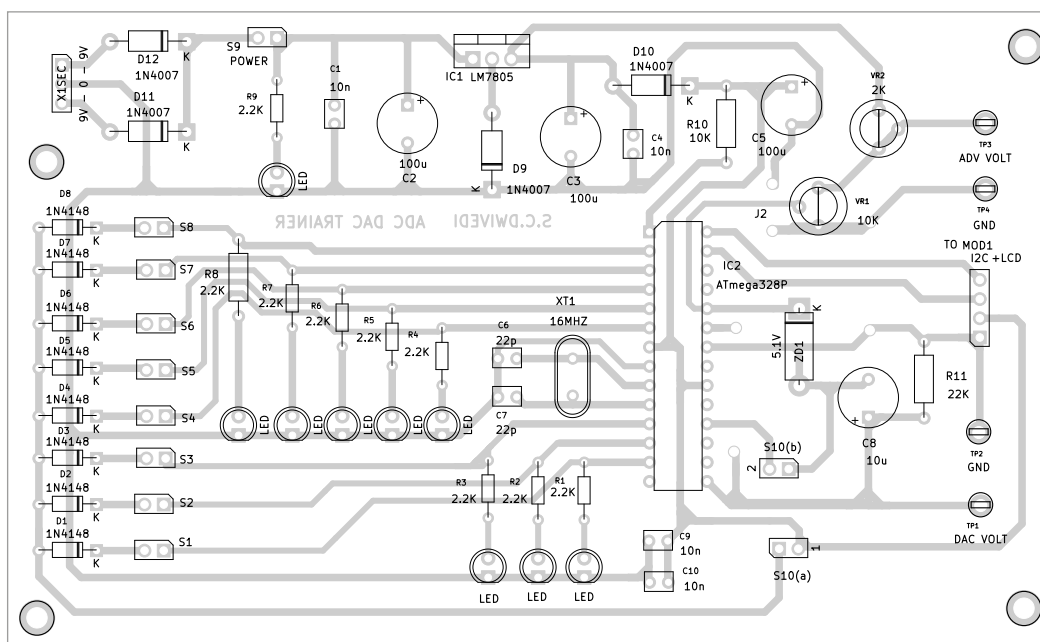 X1SEC
9V - 0 - 9V
D12
1N4007
K
D11
1N4007
K
S9
POWER
R9
2.2K
LED
C1
10n
100u
C2
IC1 LM7805
D9
1N4007
K
C3
100u
D10
1N4007
K
C4
10n
R10
10K
C5
100u
VR2
2K
VR1
10K
J2
TP3
ADV VOLT
TP4
GND
TO MOD1
I2C +LCD
S.C.DWIVEDI ADC DAC TRAINER
D8
1N4148
K
S8
D7
1N4148
K
S7
D6
1N4148
K
S6
D5
1N4148
K
S5
D4
1N4148
K
S4
D3
1N4148
K
S3
D2
1N4148
K
S2
D1
1N4148
K
S1
R8
2.2K
R7
2.2K
R6
2.2K
R5
2.2K
R4
2.2K
LED
LED
LED
LED
LED
C6
22p
C7
22p
XT1
16MHZ
IC2
ATmega328P
K
5.1V
ZD1
R11
22K
C8
10u
S10(b)
2
TP2
GND
TP1
DAC VOLT
R3
2.2K
R2
2.2K
R1
2.2K
LED
LED
LED
C9
10n
C10
10n
1
S10(a)